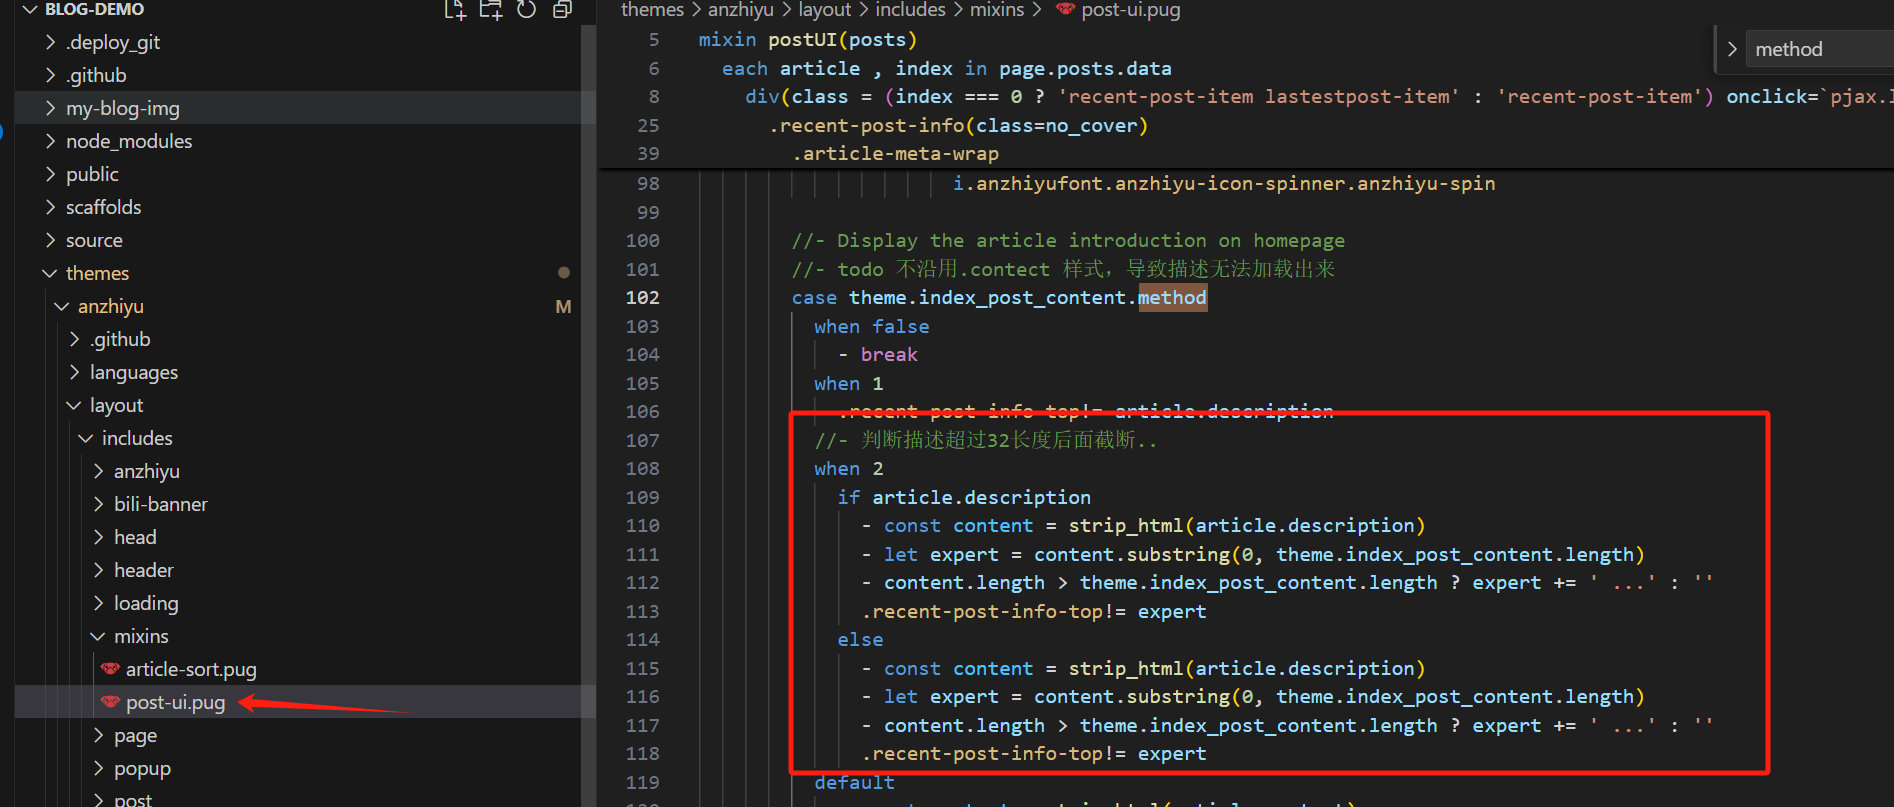 BLOG-DEMO
.deploy_git
.github
my-blog-img
node_modules
public
scaffolds
source
themes
anzhiyu M
.github
languages
layout
includes
anzhiyu
bili-banner
head
header
loading
mixins
article-sort.pug
post-ui.pug
page
popup
post
themes > anzhiyu > layout > includes > mixins > post-ui.pug
method
5 mixin postUI(posts)
6 each article , index in page.posts.data
8 div(class = (index === 0 ? 'recent-post-item lastestpost-item' : 'recent-post-item') onclick=`pjax.
25 .recent-post-info(class=no_cover)
39 .article-meta-wrap
98 i.anzhiyufont.anzhiyu-icon-spinner.anzhiyu-spin
99
100 //- Display the article introduction on homepage
101 //- todo 不沿用.contect 样式，导致描述无法加载出来
102 case theme.index_post_content.method
103 when false
104 - break
105 when 1
106 .recent-post-info-top!= article.description
107 //- 判断描述超过32长度后面截断..
108 when 2
109 if article.description
110 - const content = strip_html(article.description)
111 - let expert = content.substring(0, theme.index_post_content.length)
112 - content.length > theme.index_post_content.length ? expert += ' ...' : ''
113 .recent-post-info-top!= expert
114 else
115 - const content = strip_html(article.description)
116 - let expert = content.substring(0, theme.index_post_content.length)
117 - content.length > theme.index_post_content.length ? expert += ' ...' : ''
118 .recent-post-info-top!= expert
119 default